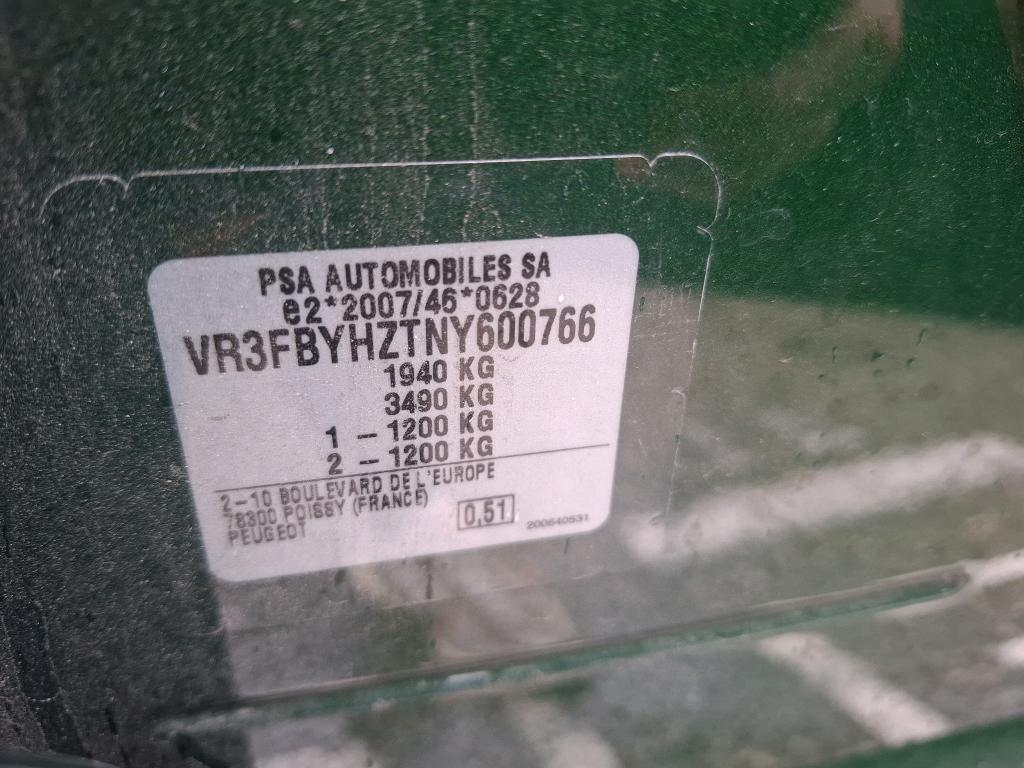 PSA AUTOMOBILES SA
e2*2007/46*0628
VR3FBYHZTNY600766
1940 KG
3490 KG
1 - 1200 KG
2 - 1200 KG
2-10 BOULEVARD DE L'EUROPE
78300 POISSY (FRANCE)
PEUGEOT
0,51
200640531